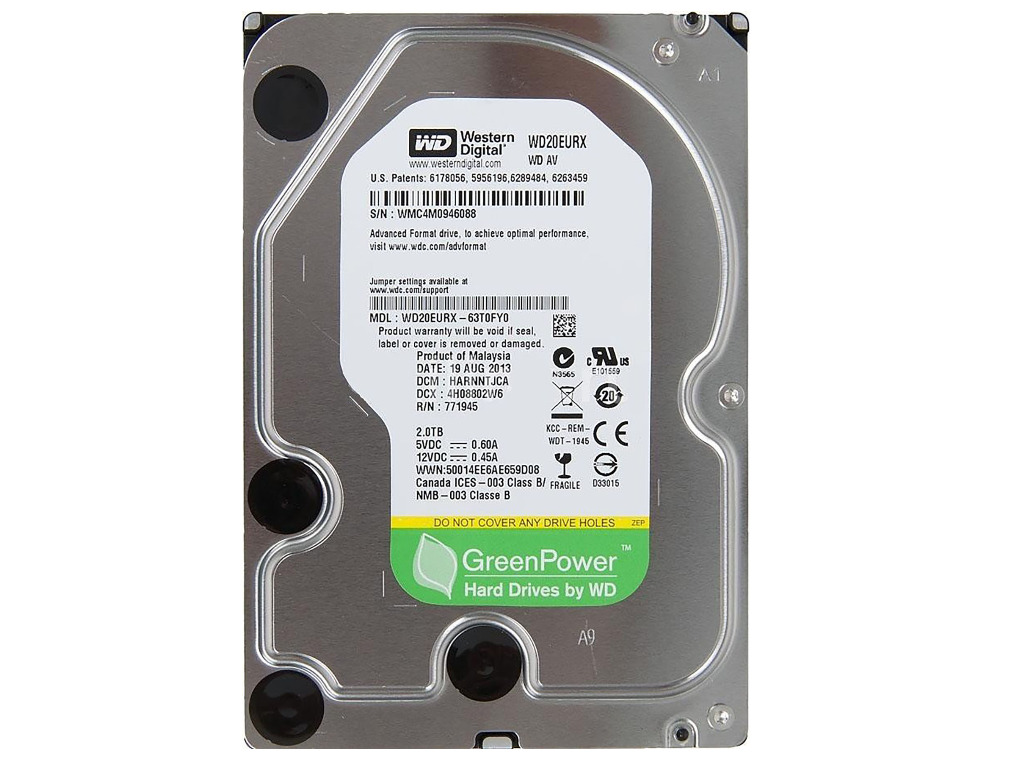 A1
WD Western Digital® WD20EURX
www.westerndigital.com WD AV
U.S. Patents: 6178056, 5956196,6289484, 6263459
S/N : WMC4M0946088
Advanced Format drive, to achieve optimal performance,
visit www.wdc.com/advformat
Jumper settings available at
www.wdc.com/support
MDL : WD20EURX – 63T0FY0
Product warranty will be void if seal,
label or cover is removed or damaged.
Product of Malaysia
DATE: 19 AUG 2013
DCM : HARNNTJCA
DCX : 4H08802W6
R/N : 771945
N3565
c RU US
E101559
20
2.0TB
5VDC 0.60A
12VDC 0.45A
WWN:50014EE6AE659D08
Canada ICES – 003 Class B/
NMB – 003 Classe B
KCC – REM –
WDT – 1945
CE
FRAGILE
D33015
DO NOT COVER ANY DRIVE HOLES ZEP
GreenPower™
Hard Drives by WD
A9